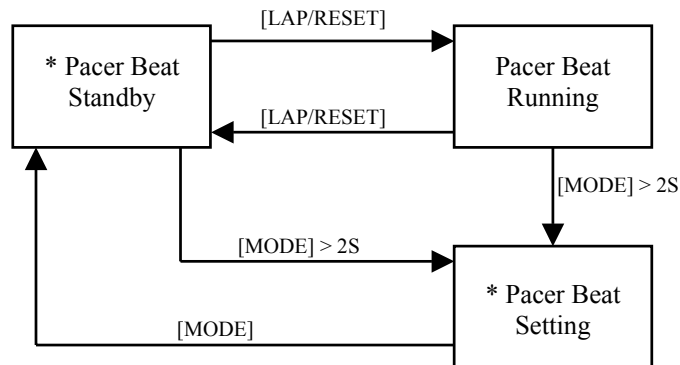 [LAP/RESET]
* Pacer Beat
Standby
Pacer Beat
Running
[LAP/RESET]
[MODE] > 2S
[MODE] > 2S
* Pacer Beat
Setting
[MODE]